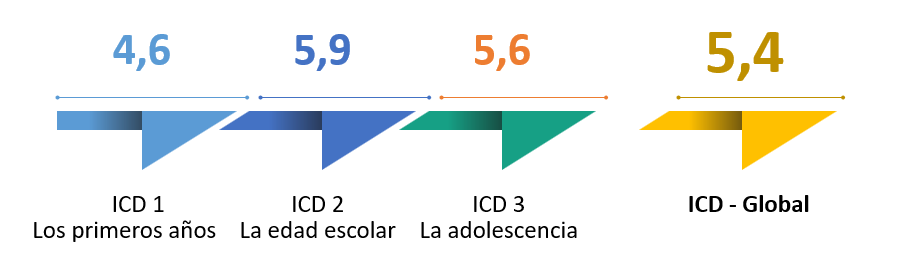 4,6
5,9
5,6
5,4
ICD 1
Los primeros años
ICD 2
La edad escolar
ICD 3
La adolescencia
ICD - Global